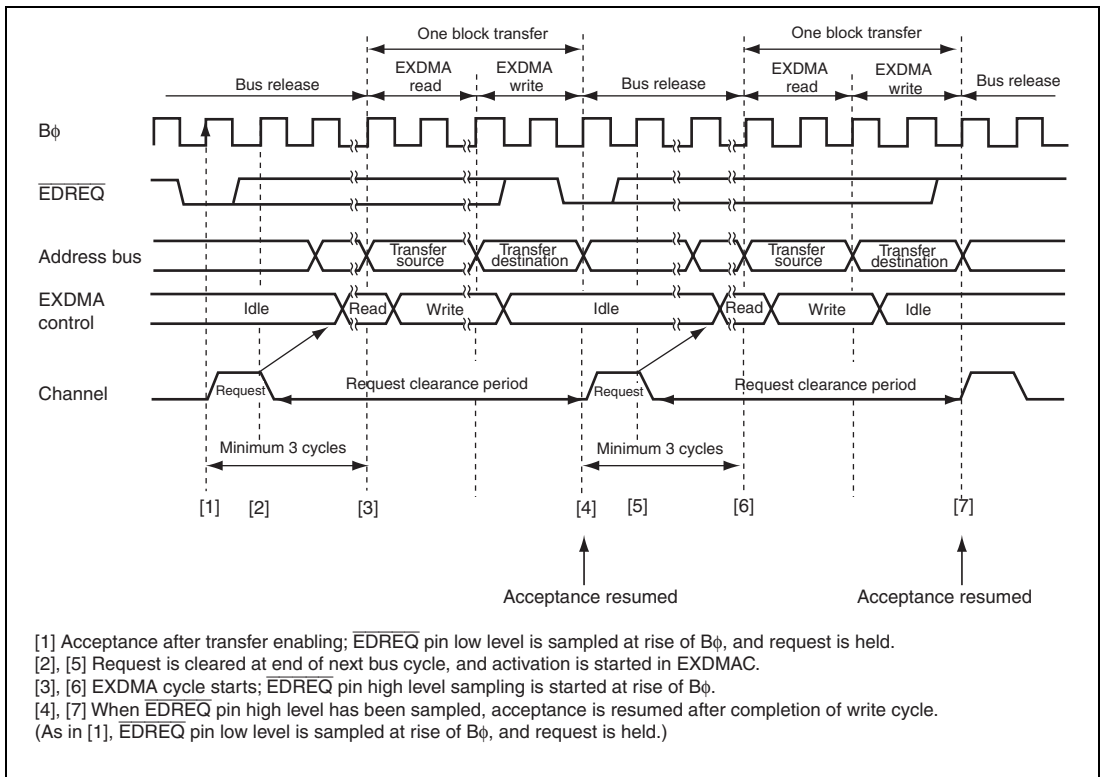 One block transfer
One block transfer
Bus release
EXDMA read
EXDMA write
Bus release
EXDMA read
EXDMA write
Bus release
Bφ
EDREQ
Address bus
Transfer source
Transfer destination
Transfer source
Transfer destination
EXDMA control
Idle
Read
Write
Idle
Read
Write
Idle
Channel
Request
Request clearance period
Request
Request clearance period
Minimum 3 cycles
Minimum 3 cycles
[1]
[2]
[3]
[4]
[5]
[6]
[7]
Acceptance resumed
Acceptance resumed
[1] Acceptance after transfer enabling; EDREQ pin low level is sampled at rise of Bφ, and request is held.
[2], [5] Request is cleared at end of next bus cycle, and activation is started in EXDMAC.
[3], [6] EXDMA cycle starts; EDREQ pin high level sampling is started at rise of Bφ.
[4], [7] When EDREQ pin high level has been sampled, acceptance is resumed after completion of write cycle.
(As in [1], EDREQ pin low level is sampled at rise of Bφ, and request is held.)